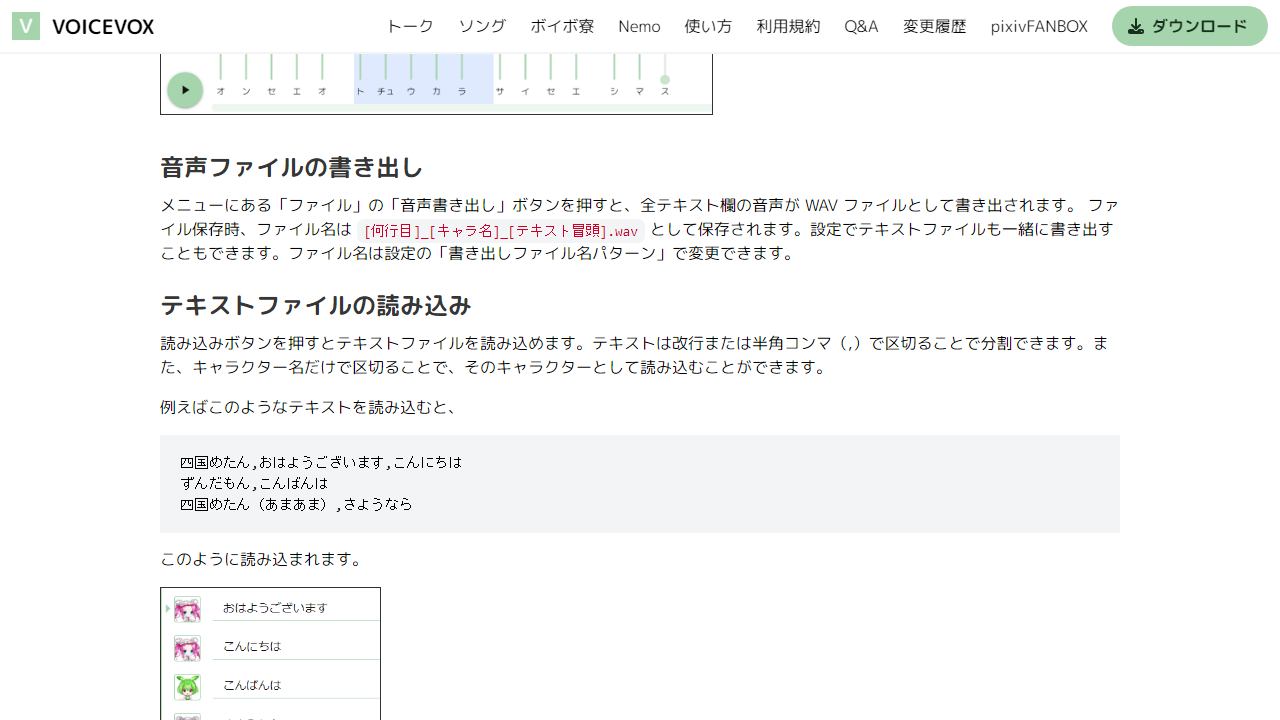 V VOICEVOX トーク ソング ボイボ寮 Nemo 使い方 利用規約 Q&A 変更履歴 pixivFANBOX ダウンロード
オ ン セ エ オ ト チュ ウ カ ラ サ イ セ エ シ マ ス
音声ファイルの書き出し
メニューにある「ファイル」の「音声書き出し」ボタンを押すと、全テキスト欄の音声が WAV ファイルとして書き出されます。 ファ
イル保存時、ファイル名は [何行目]_[キャラ名]_[テキスト冒頭].wav として保存されます。設定でテキストファイルも一緒に書き出す
こともできます。ファイル名は設定の「書き出しファイル名パターン」で変更できます。
テキストファイルの読み込み
読み込みボタンを押すとテキストファイルを読み込めます。テキストは改行または半角コンマ（,）で区切ることで分割できます。ま
た、キャラクター名だけで区切ることで、そのキャラクターとして読み込むことができます。
例えばこのようなテキストを読み込むと、
四国めたん,おはようございます,こんにちは
ずんだもん,こんばんは
四国めたん（あまあま）,さようなら
このように読み込まれます。
おはようございます
こんにちは
こんばんは